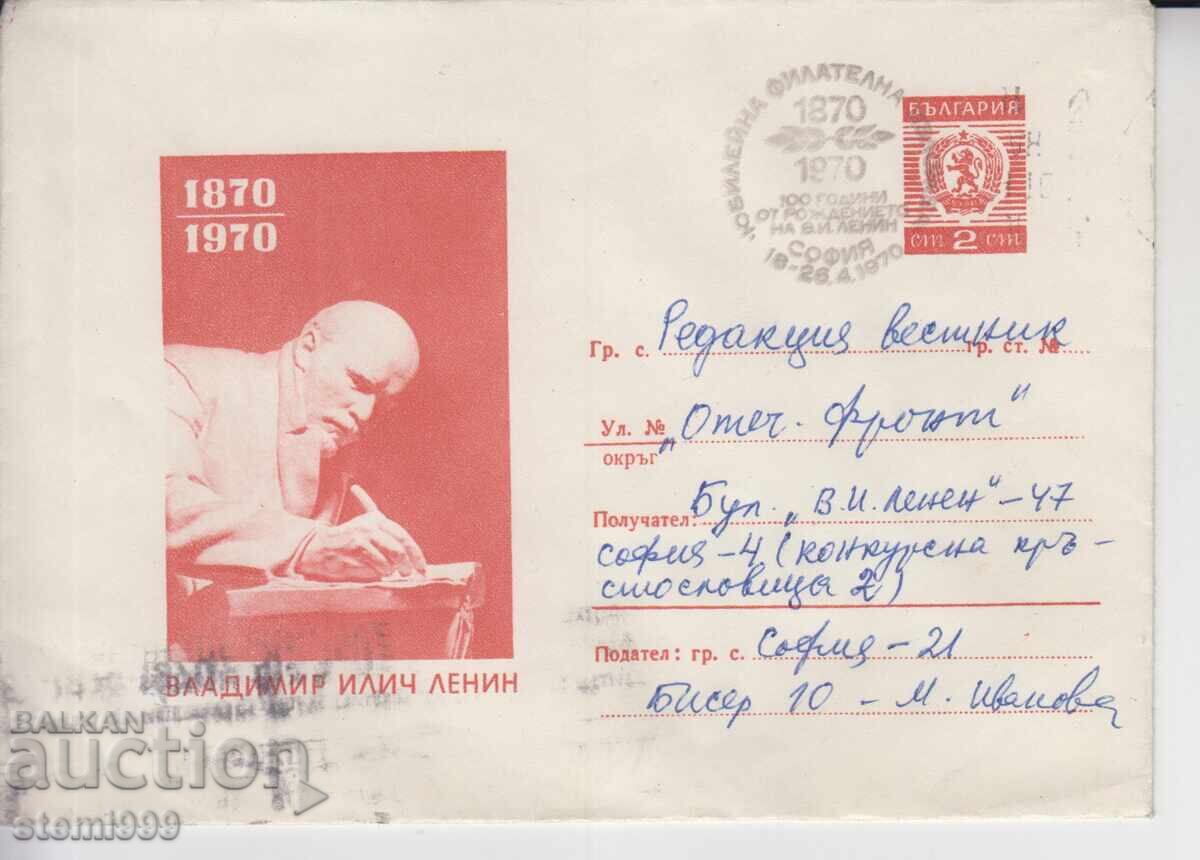 1870
1970
ВЛАДИМИР ИЛИЧ ЛЕНИН
ЮБИЛЕЙНА ФИЛАТЕЛНА
1870
1970
100 ГОДИНИ
ОТ РОЖДЕНИЕТО
НА В.И. ЛЕНИН
СОФИЯ
18-26.4.1970
БЪЛГАРИЯ
ст 2 ст
Гр. с. Редакция вестник гр. ст. №
Ул. № „Отеч. фронт"
окръг
Получател: Бул. „В.И. Ленен" - 47
София - 4 (конкурсна кръ-
стословица 2)
Подател: гр. с. София - 21
Бисер 10 - М. Иванова
BALKAN
auction
stomi999